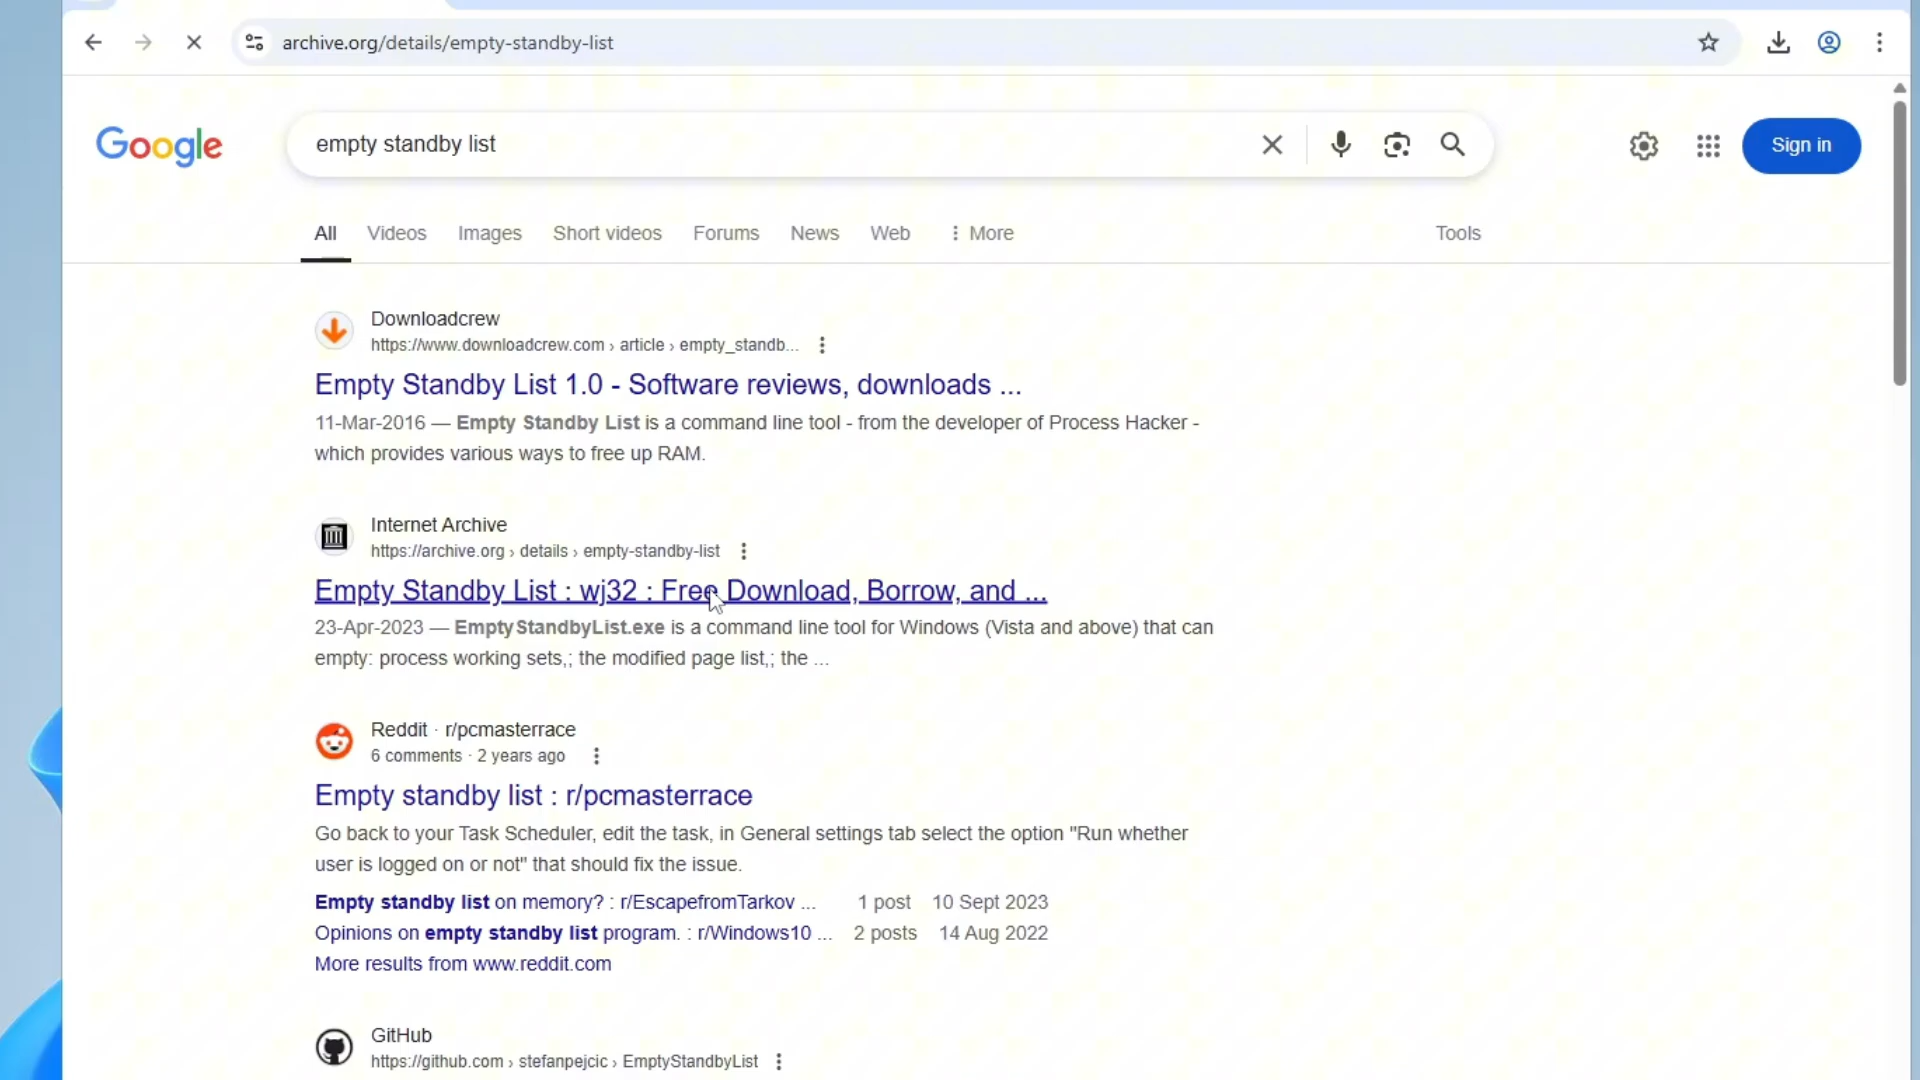 archive.org/details/empty-standby-list
Google
empty standby list
Sign in
All Videos Images Short videos Forums News Web More Tools
Downloadcrew
https://www.downloadcrew.com › article › empty_standb...
Empty Standby List 1.0 - Software reviews, downloads ...
11-Mar-2016 — Empty Standby List is a command line tool - from the developer of Process Hacker -
which provides various ways to free up RAM.
Internet Archive
https://archive.org › details › empty-standby-list
Empty Standby List : wj32 : Free Download, Borrow, and ...
23-Apr-2023 — EmptyStandbyList.exe is a command line tool for Windows (Vista and above) that can
empty: process working sets,; the modified page list,; the ...
Reddit · r/pcmasterrace
6 comments · 2 years ago
Empty standby list : r/pcmasterrace
Go back to your Task Scheduler, edit the task, in General settings tab select the option "Run whether
user is logged on or not" that should fix the issue.
Empty standby list on memory? : r/EscapefromTarkov ... 1 post 10 Sept 2023
Opinions on empty standby list program. : r/Windows10 ... 2 posts 14 Aug 2022
More results from www.reddit.com
GitHub
https://github.com › stefanpejcic › EmptyStandbyList